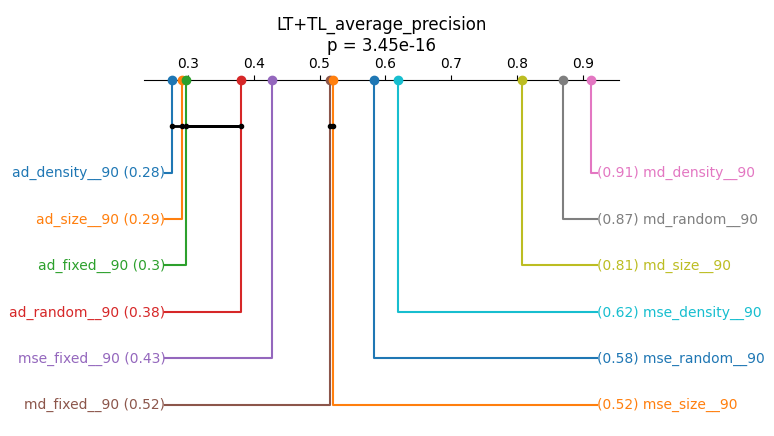 LT+TL_average_precision
p = 3.45e-16
0.3 0.4 0.5 0.6 0.7 0.8 0.9
ad_density__90 (0.28)
(0.91) md_density__90
ad_size__90 (0.29)
(0.87) md_random__90
ad_fixed__90 (0.3)
(0.81) md_size__90
ad_random__90 (0.38)
(0.62) mse_density__90
mse_fixed__90 (0.43)
(0.58) mse_random__90
md_fixed__90 (0.52)
(0.52) mse_size__90